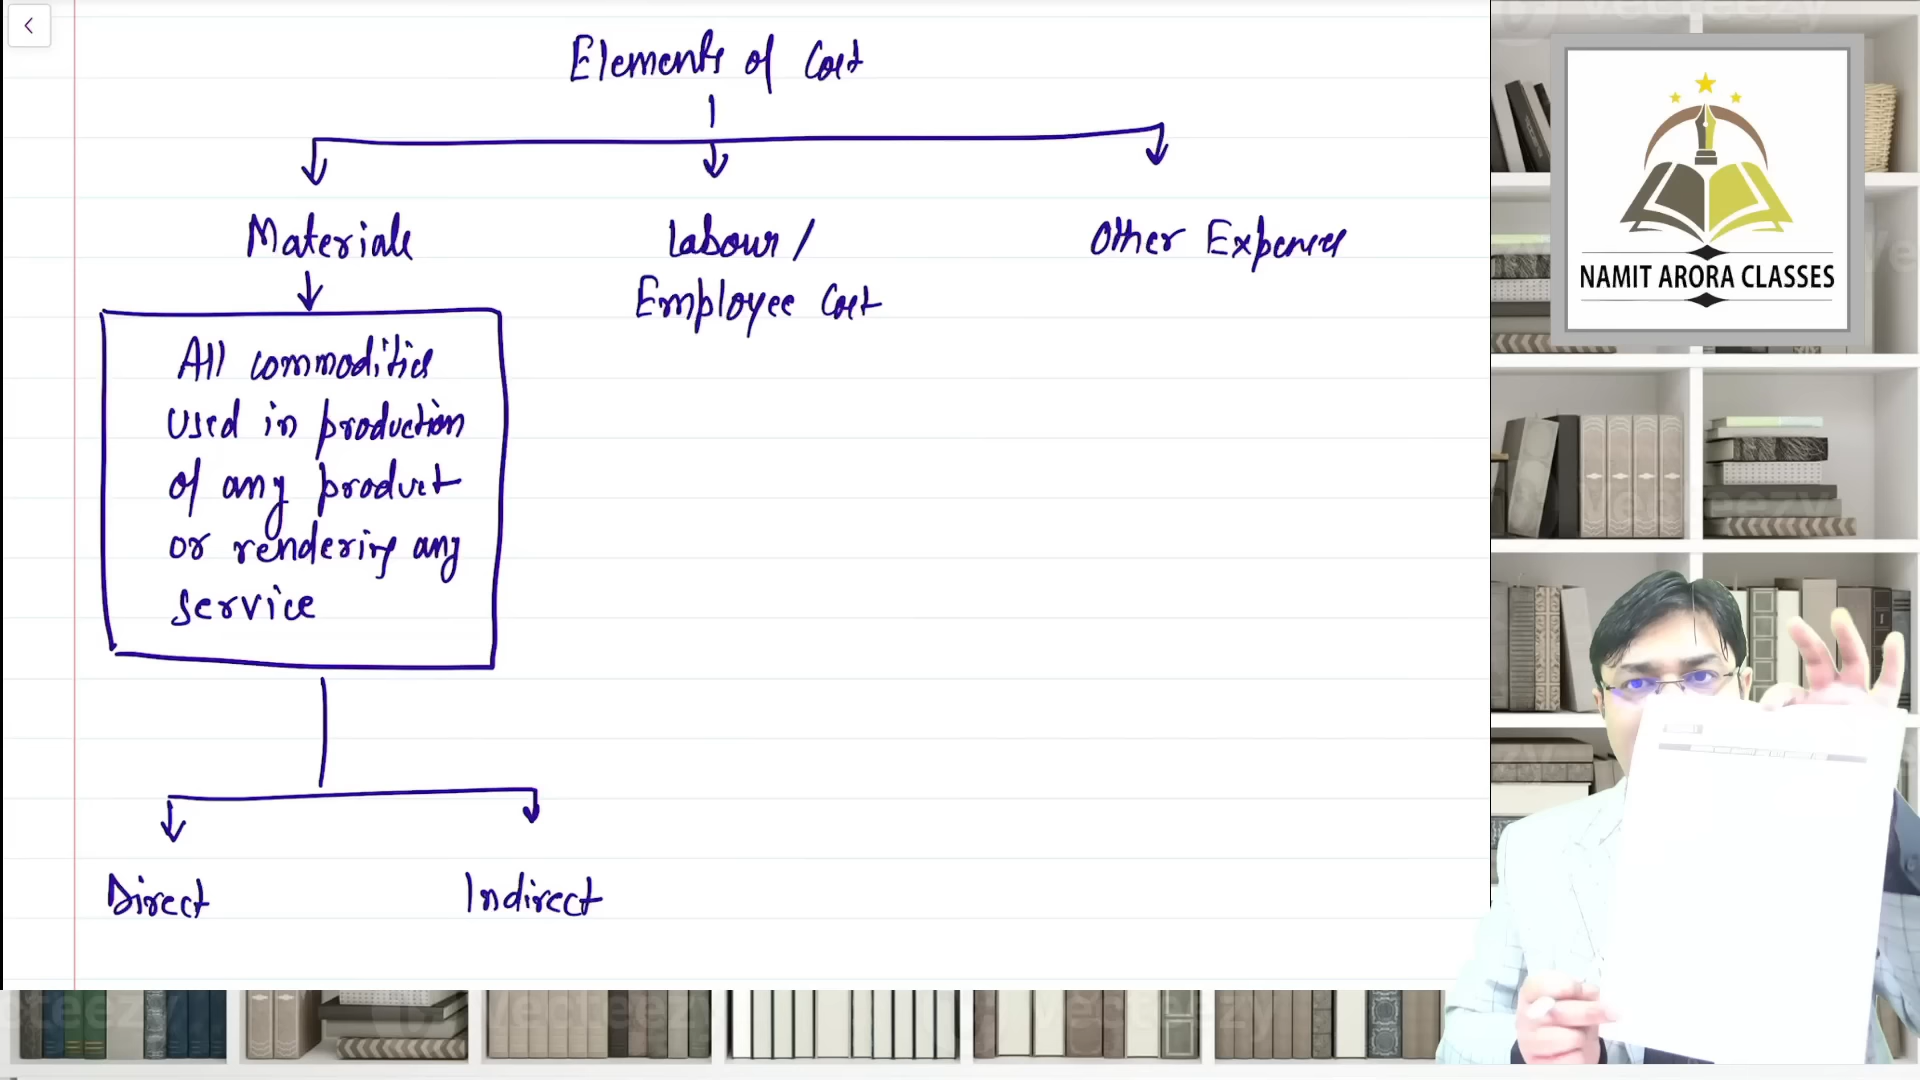 Elements of Cost
Materials
Labour /
Employee Cost
Other Expenses
All commodities
used in production
of any product
or rendering any
service
Direct
Indirect
NAMIT ARORA CLASSES